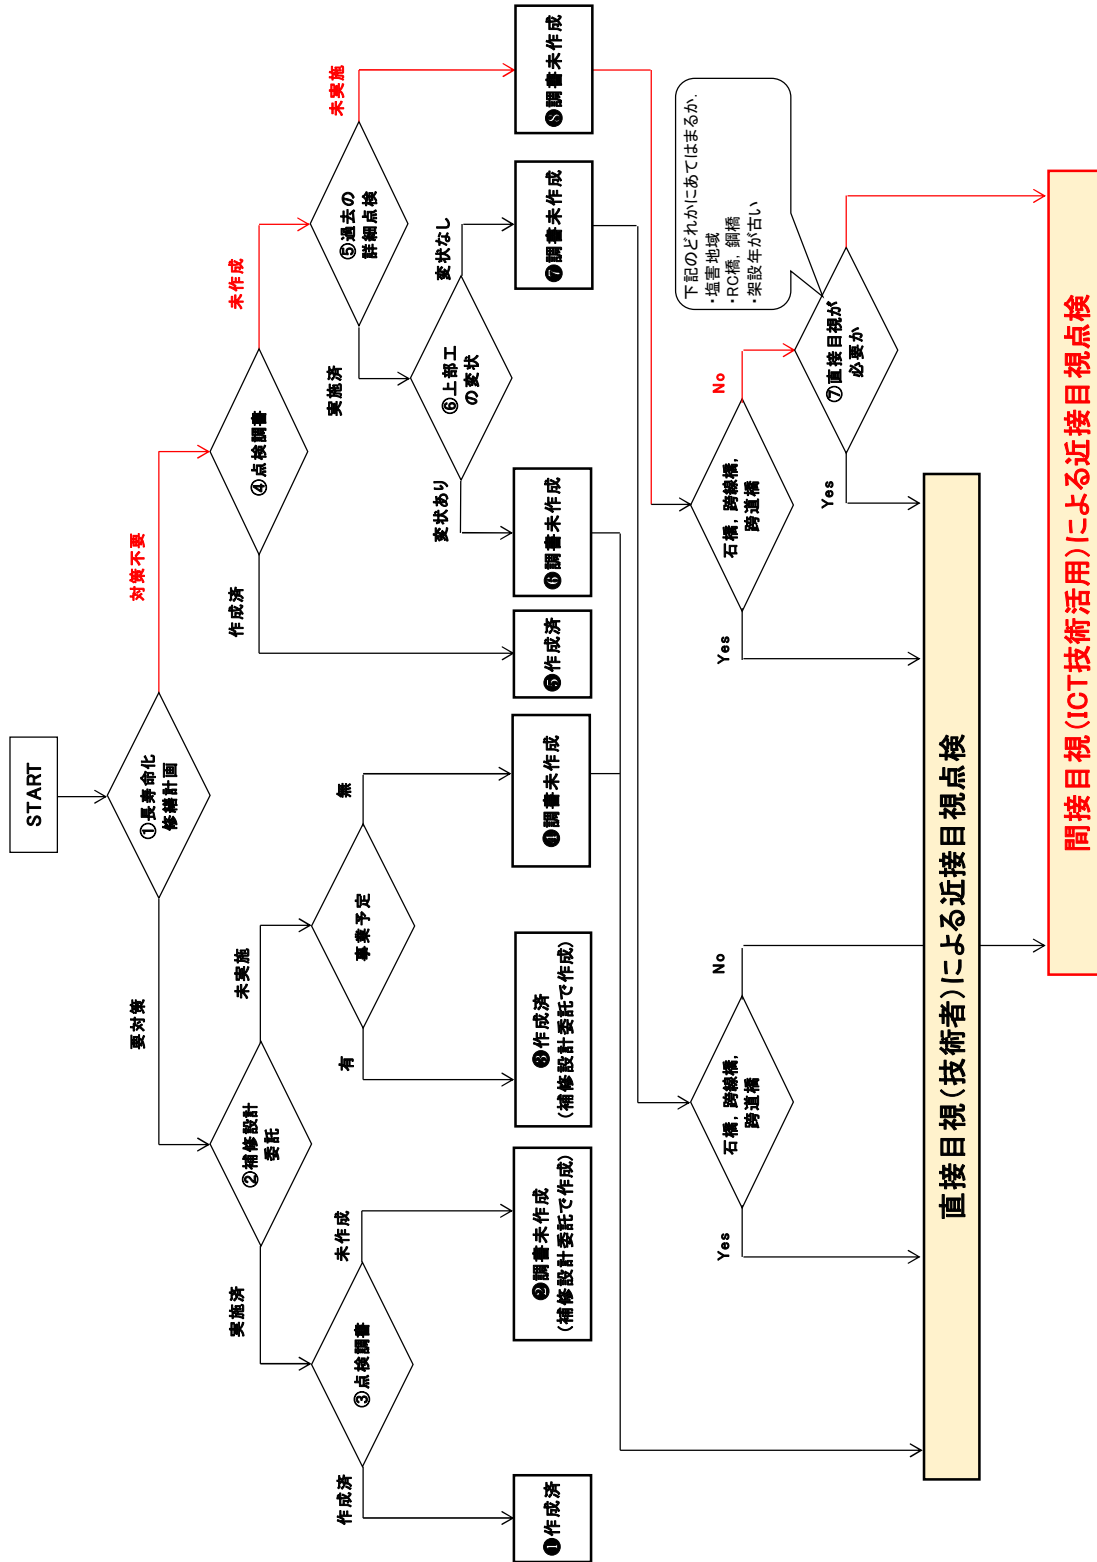 START
①長寿命化
修繕計画
要対策
対策不要
②補修設計
委託
実施済
未実施
③点検調書
作成済
未作成
事業予定
有
無
④点検調書
作成済
未作成
⑤過去の
詳細点検
実施済
未実施
⑥上部工
の変状
変状あり
変状なし
❶作成済
❷調書未作成
(補修設計委託で作成)
❸作成済
(補修設計委託で作成)
調書未作成
❺作成済
❻調書未作成
❼調書未作成
❽調書未作成
石橋，跨線橋，
跨道橋
Yes
No
石橋，跨線橋，
跨道橋
Yes
No
⑦直接目視が
必要か
Yes
下記のどれかにあてはまるか．
・塩害地域
・RC橋，鋼橋
・架設年が古い
直接目視(技術者)による近接目視点検
間接目視(ICT技術活用)による近接目視点検